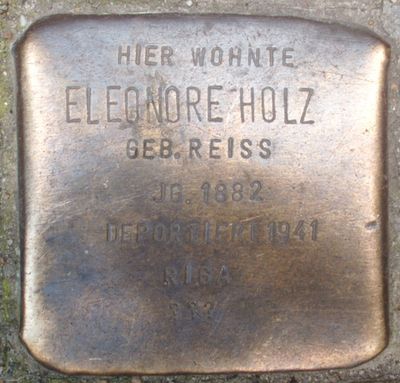 HIER WOHNTE
ELEONORE HOLZ
GEB. REISS
JG. 1882
DEPORTIERT 1941
RIGA
???